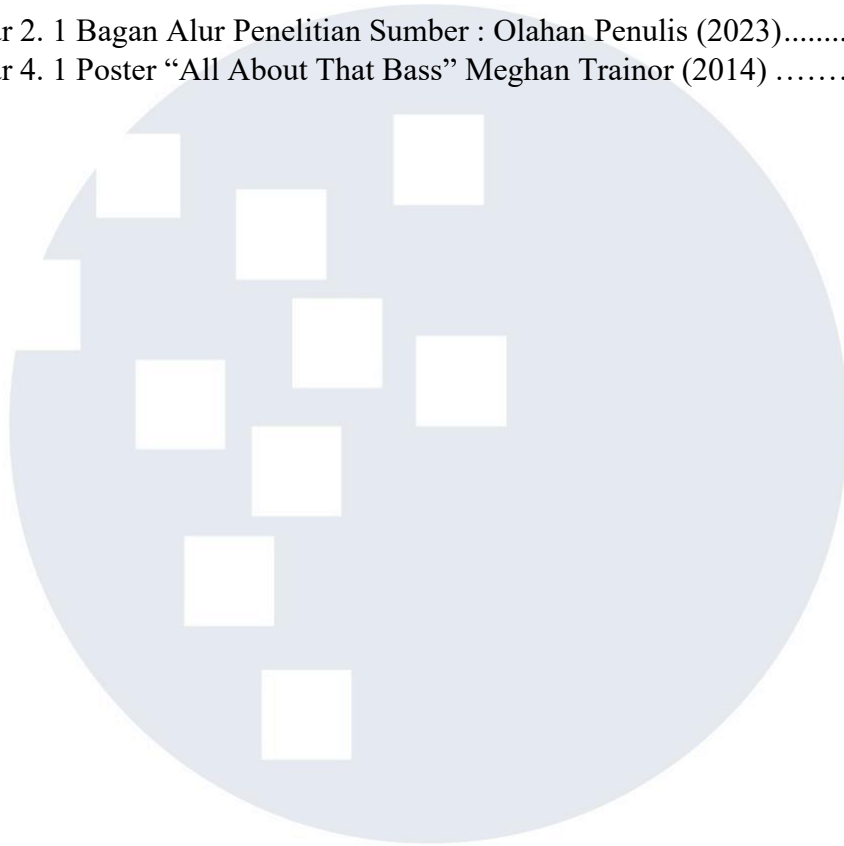 r 2. 1 Bagan Alur Penelitian Sumber : Olahan Penulis (2023)........
r 4. 1 Poster “All About That Bass” Meghan Trainor (2014) …….